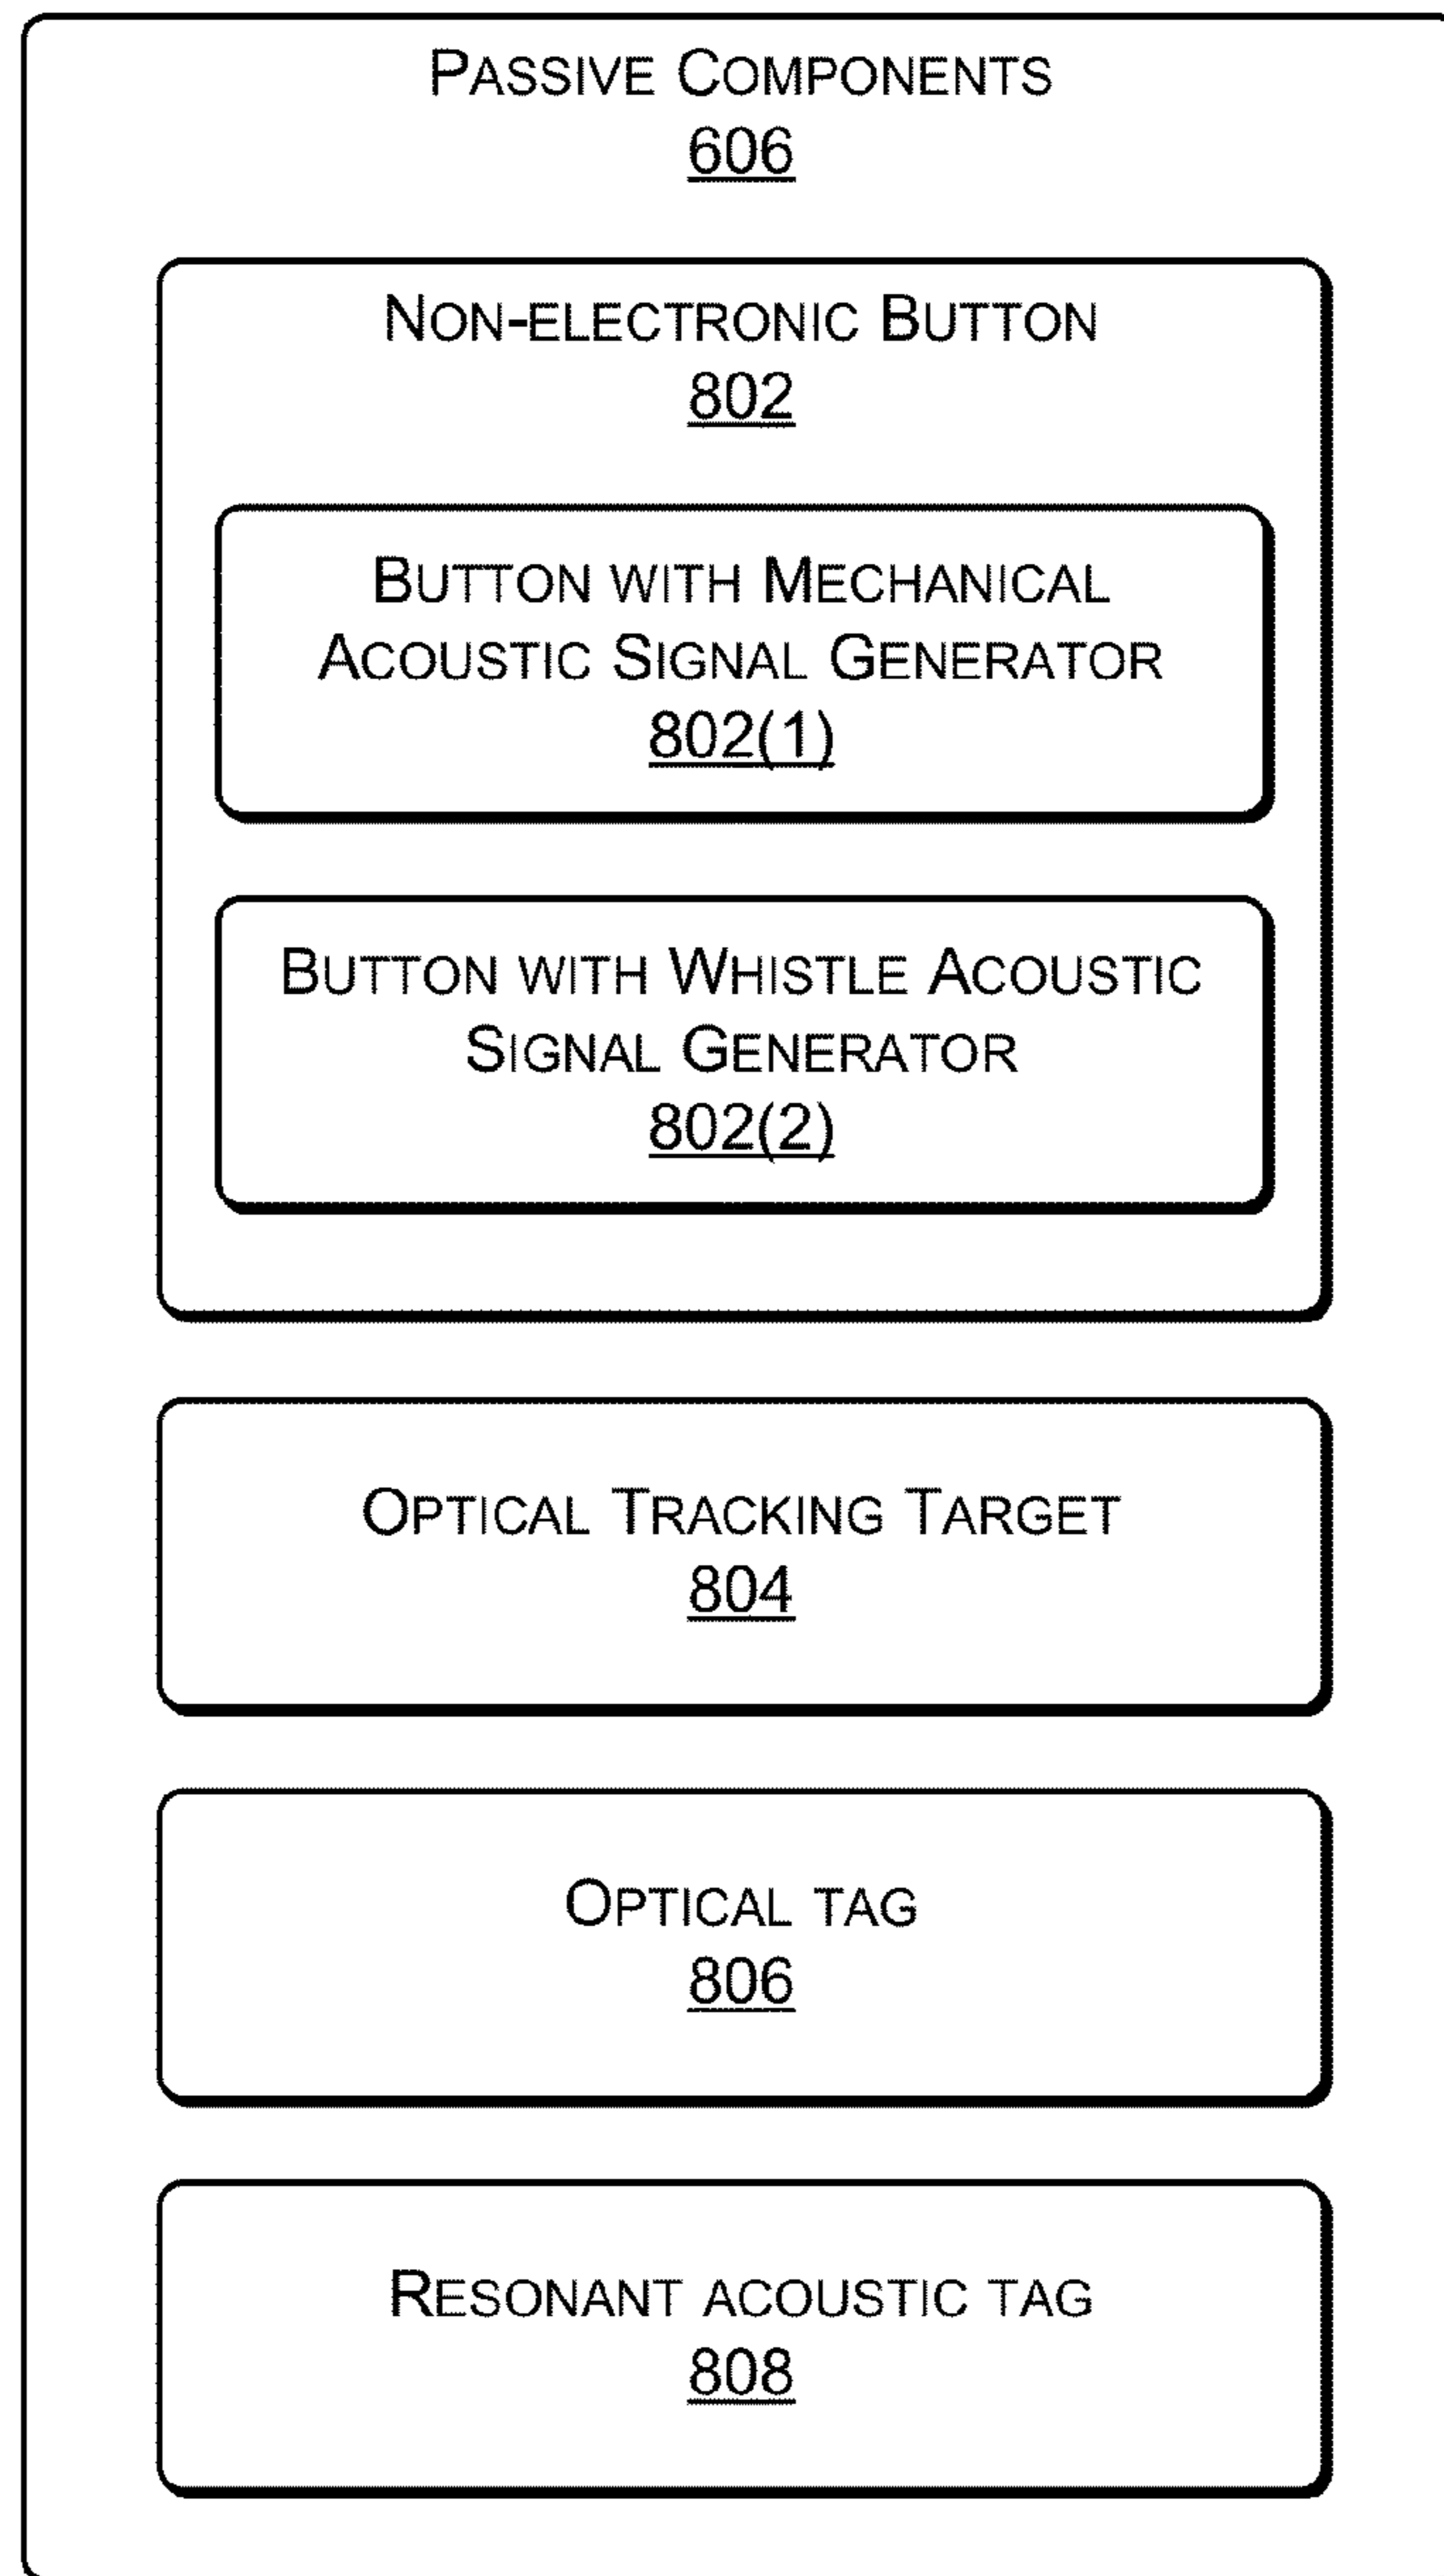 PASSIVE COMPONENTS
606
NON-ELECTRONIC BUTTON
802
BUTTON WITH MECHANICAL
ACOUSTIC SIGNAL GENERATOR
802(1)
BUTTON WITH WHISTLE ACOUSTIC
SIGNAL GENERATOR
802(2)
OPTICAL TRACKING TARGET
804
OPTICAL TAG
806
RESONANT ACOUSTIC TAG
808